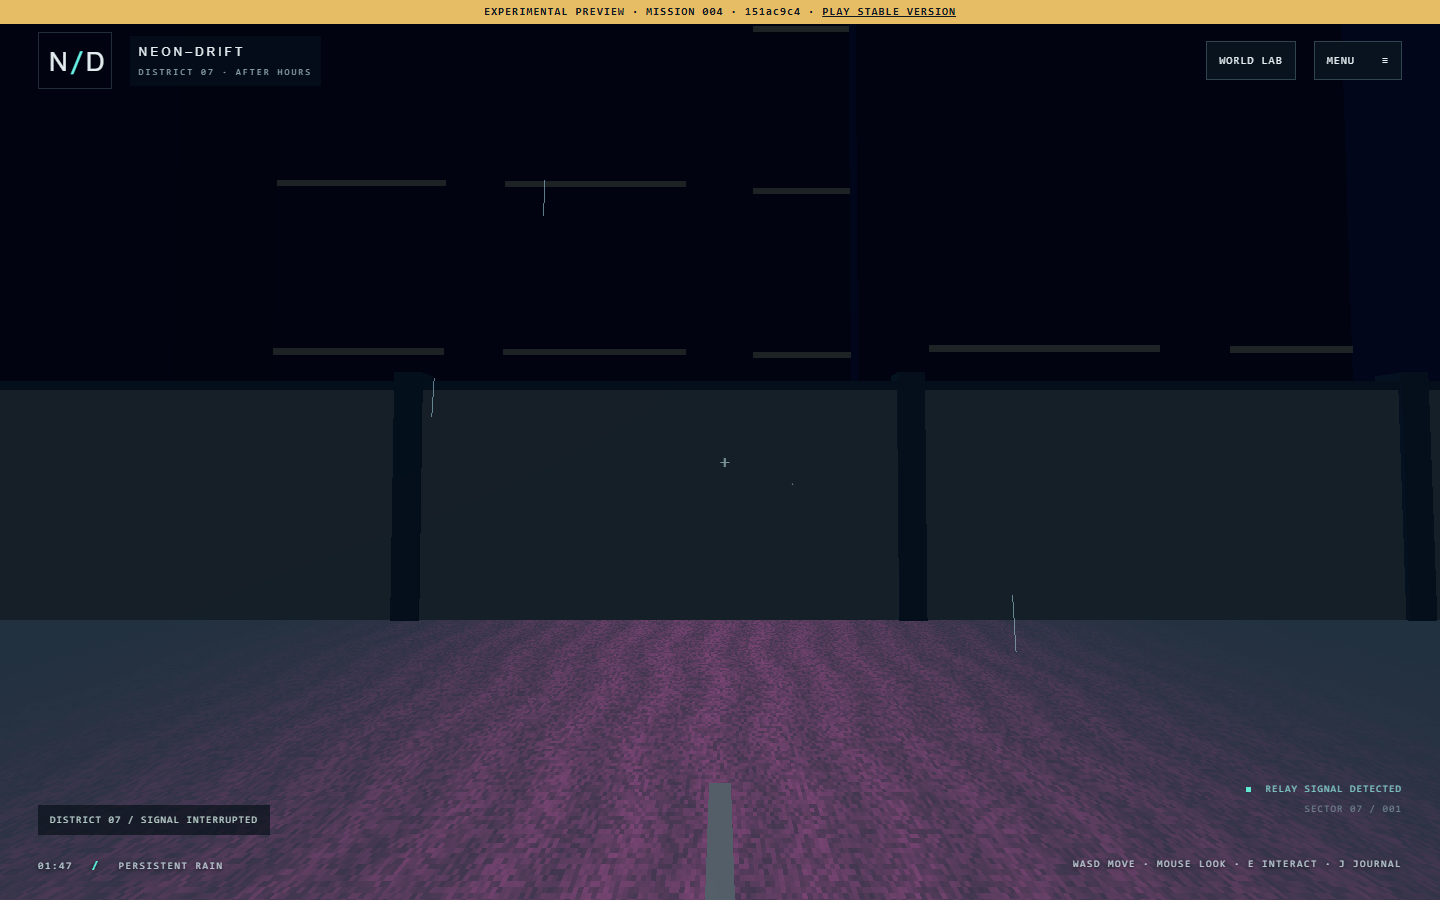 EXPERIMENTAL PREVIEW · MISSION 004 · 151ac9c4 · PLAY STABLE VERSION
N/D
NEON—DRIFT
DISTRICT 07 · AFTER HOURS
WORLD LAB
MENU ≡
RELAY SIGNAL DETECTED
SECTOR 07 / 001
DISTRICT 07 / SIGNAL INTERRUPTED
01:47 / PERSISTENT RAIN
WASD MOVE · MOUSE LOOK · E INTERACT · J JOURNAL